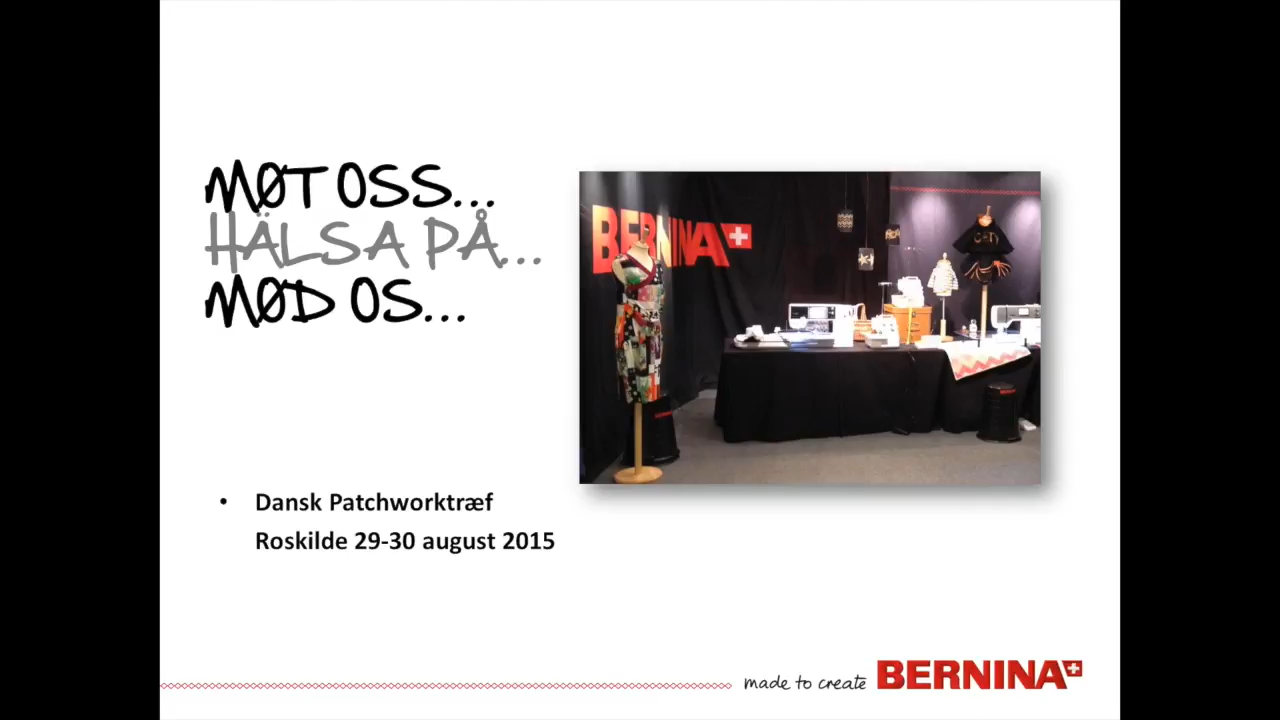 MØT OSS...
HÄLSA PÅ...
MØD OS...
BERNINA
• Dansk Patchworktræf
Roskilde 29-30 august 2015
made to create BERNINA